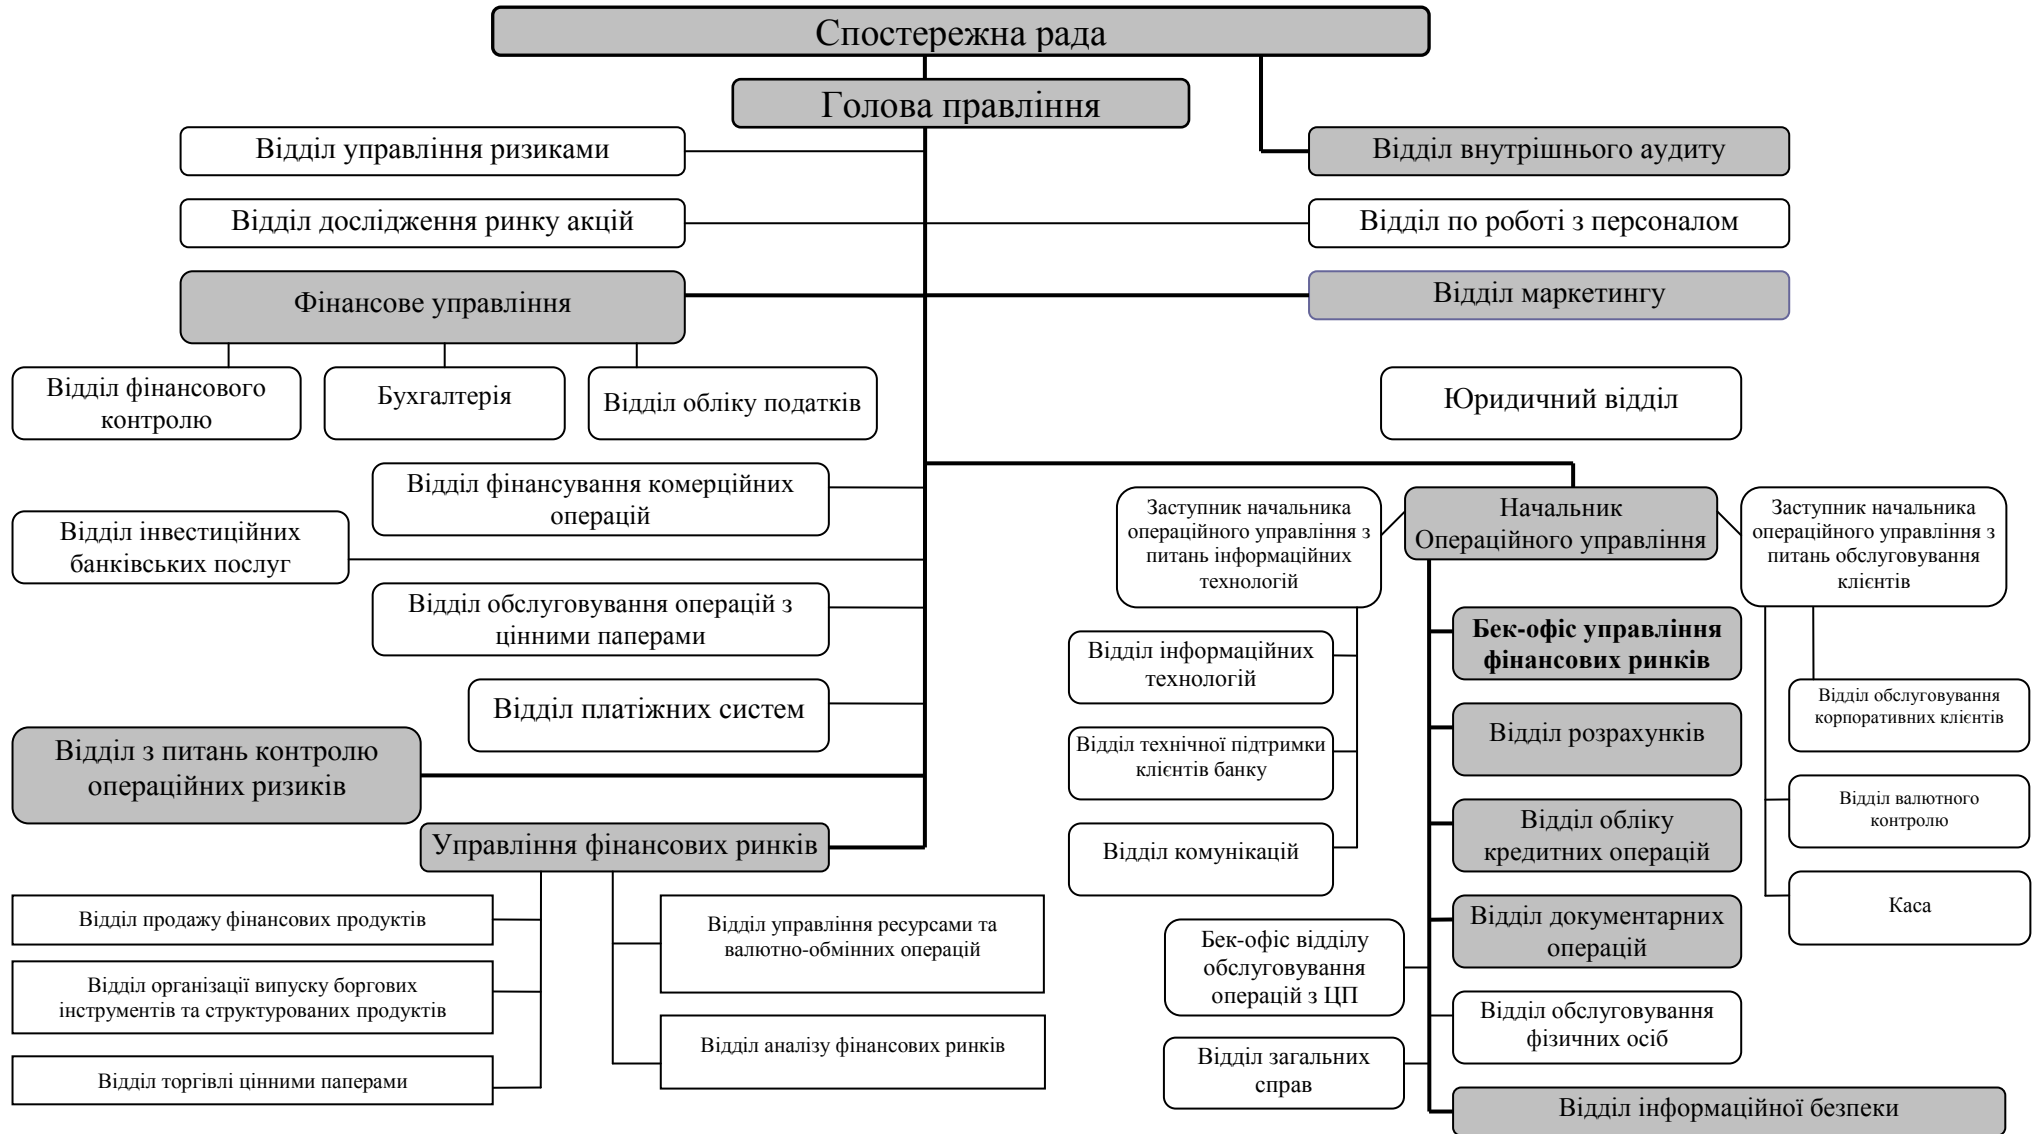 Спостережна рада
Голова правління
Відділ управління ризиками
Відділ внутрішнього аудиту
Відділ дослідження ринку акцій
Відділ по роботі з персоналом
Фінансове управління
Відділ маркетингу
Відділ фінансового
контролю
Бухгалтерія
Відділ обліку податків
Юридичний відділ
Відділ фінансування комерційних
операцій
Відділ інвестиційних
банківських послуг
Відділ обслуговування операцій з
цінними паперами
Відділ платіжних систем
Відділ з питань контролю
операційних ризиків
Управління фінансових ринків
Відділ продажу фінансових продуктів
Відділ організації випуску боргових
інструментів та структурованих продуктів
Відділ торгівлі цінними паперами
Відділ управління ресурсами та
валютно-обмінних операцій
Відділ аналізу фінансових ринків
Заступник начальника
операційного управління з
питань інформаційних
технологій
Начальник
Операційного управління
Заступник начальника
операційного управління з
питань обслуговування
клієнтів
Відділ інформаційних
технологій
Відділ технічної підтримки
клієнтів банку
Відділ комунікацій
Бек-офіс відділу
обслуговування
операцій з ЦП
Відділ загальних
справ
Бек-офіс управління
фінансових ринків
Відділ розрахунків
Відділ обліку
кредитних операцій
Відділ документарних
операцій
Відділ обслуговування
фізичних осіб
Відділ інформаційної безпеки
Відділ обслуговування
корпоративних клієнтів
Відділ валютного
контролю
Каса